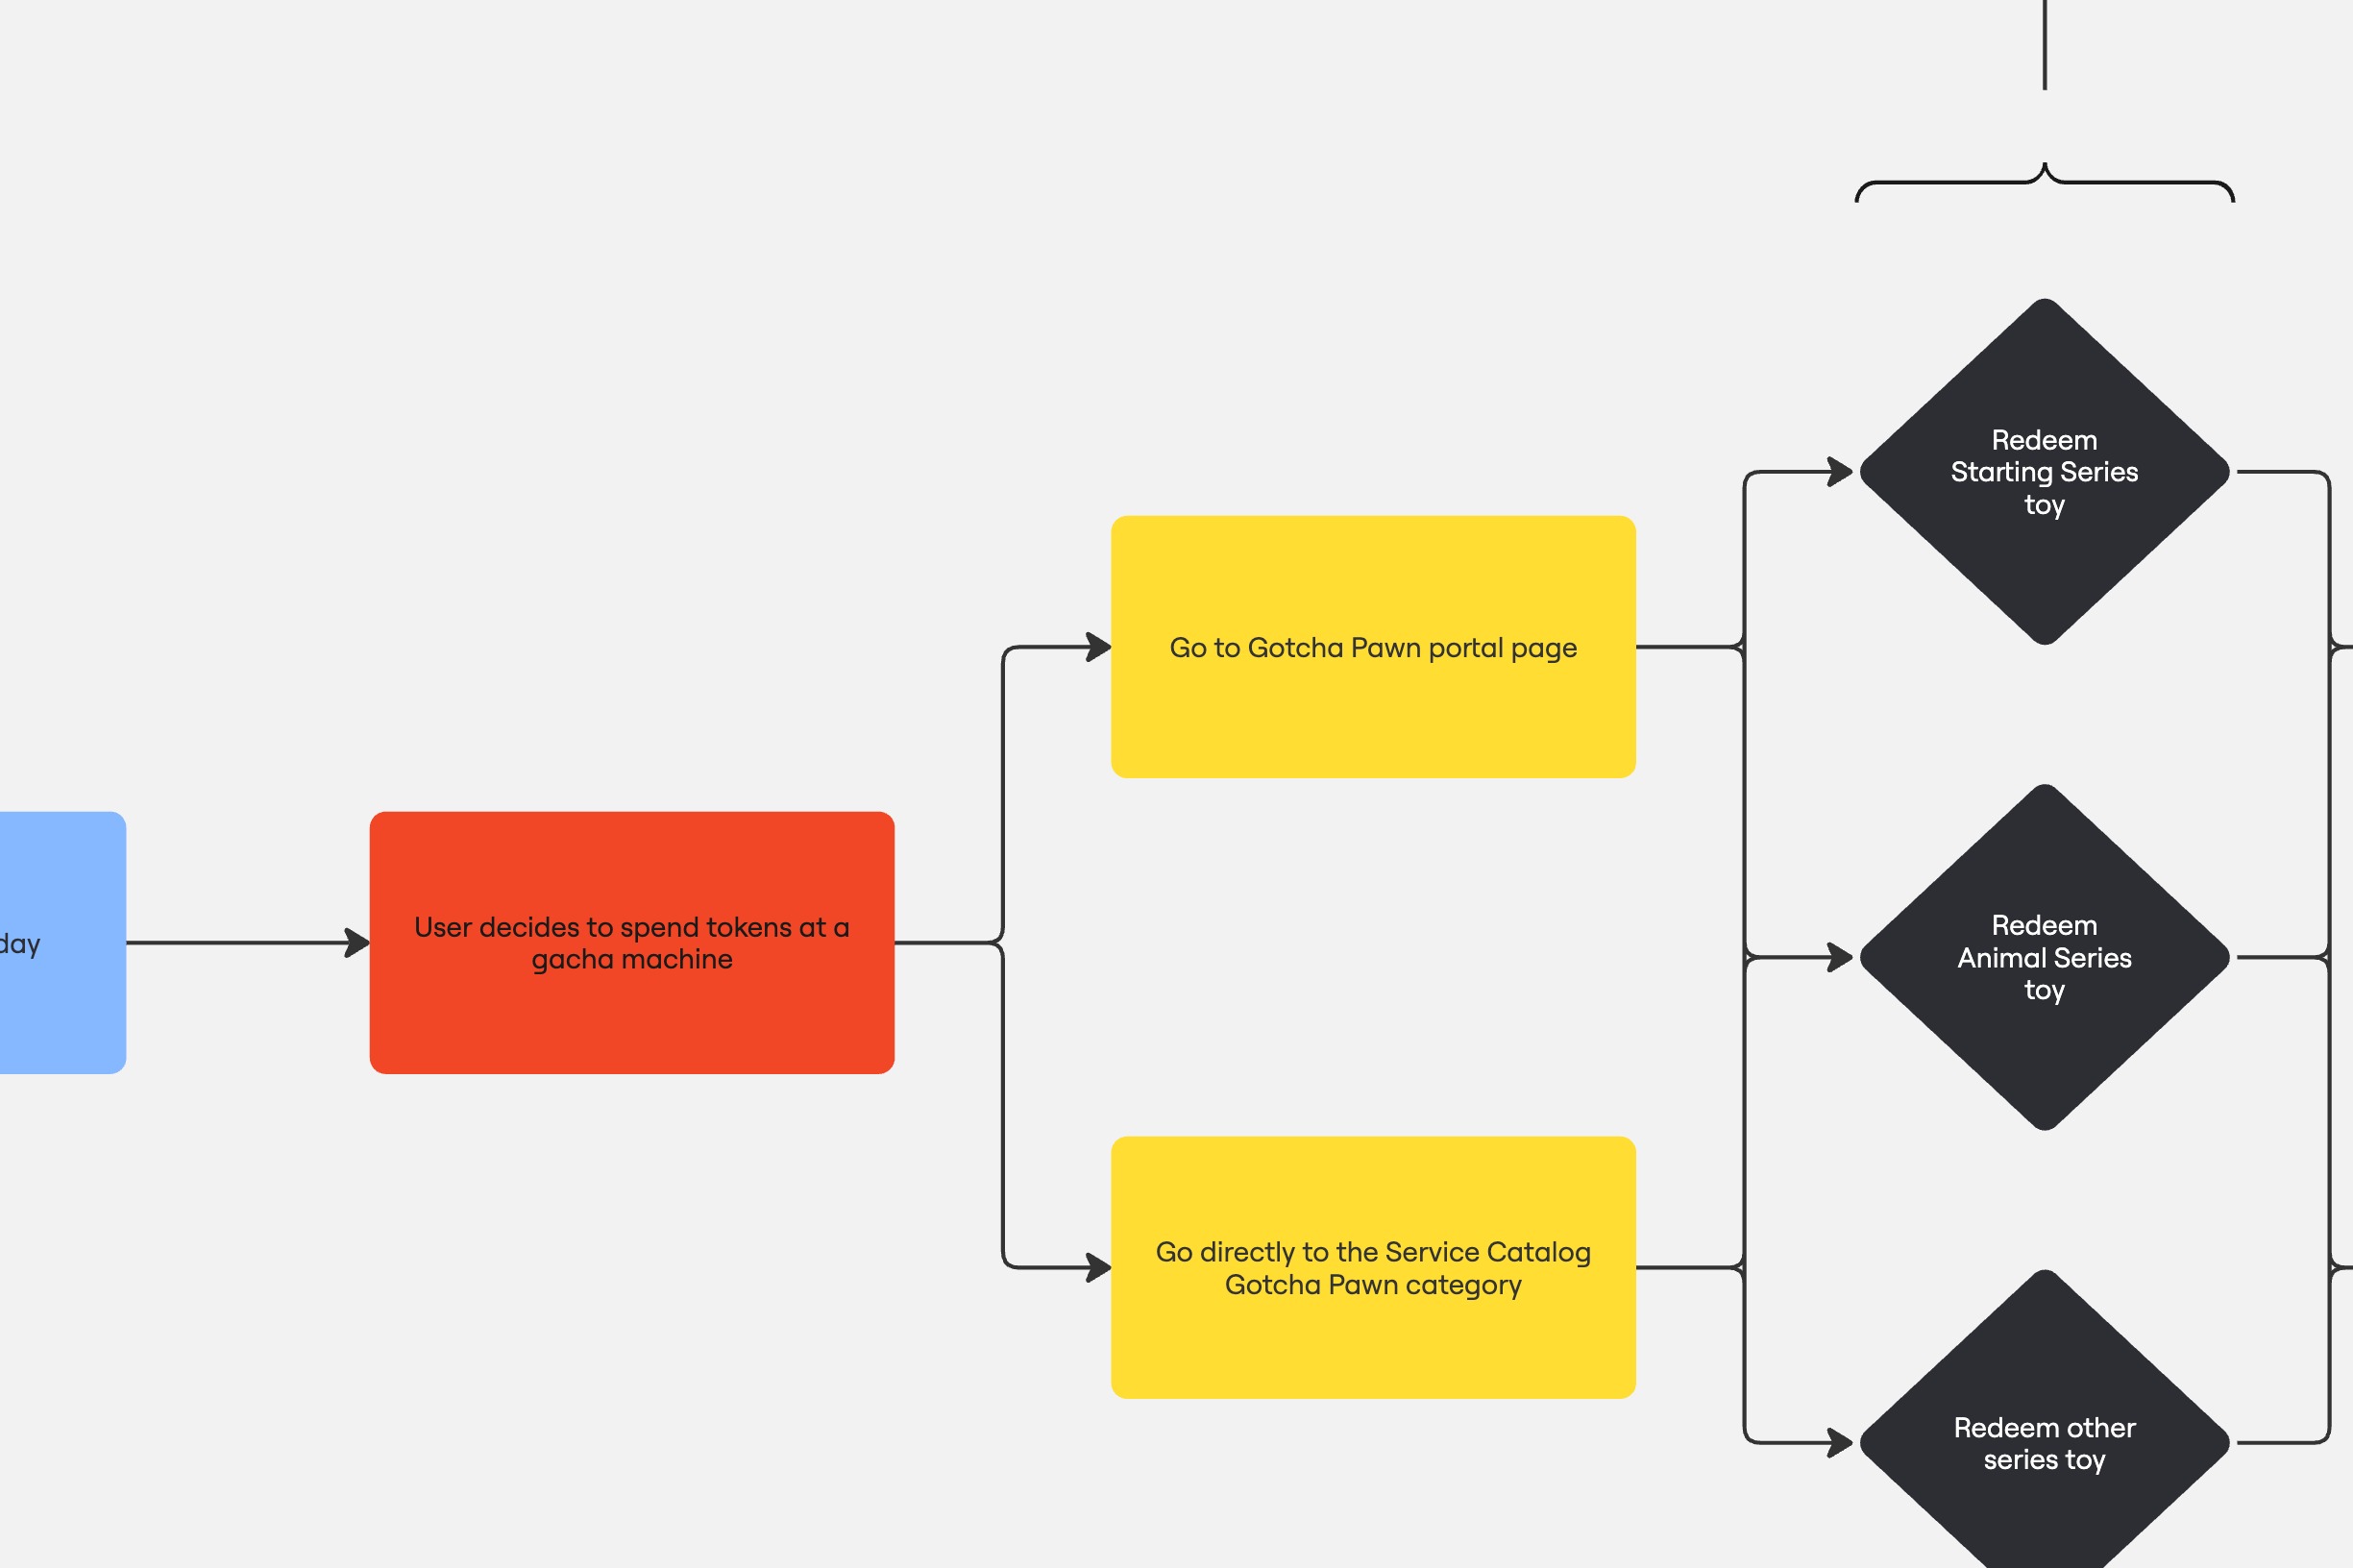 day
User decides to spend tokens at a
gacha machine
Go to Gotcha Pawn portal page
Go directly to the Service Catalog
Gotcha Pawn category
Redeem
Starting Series
toy
Redeem
Animal Series
toy
Redeem other
series toy